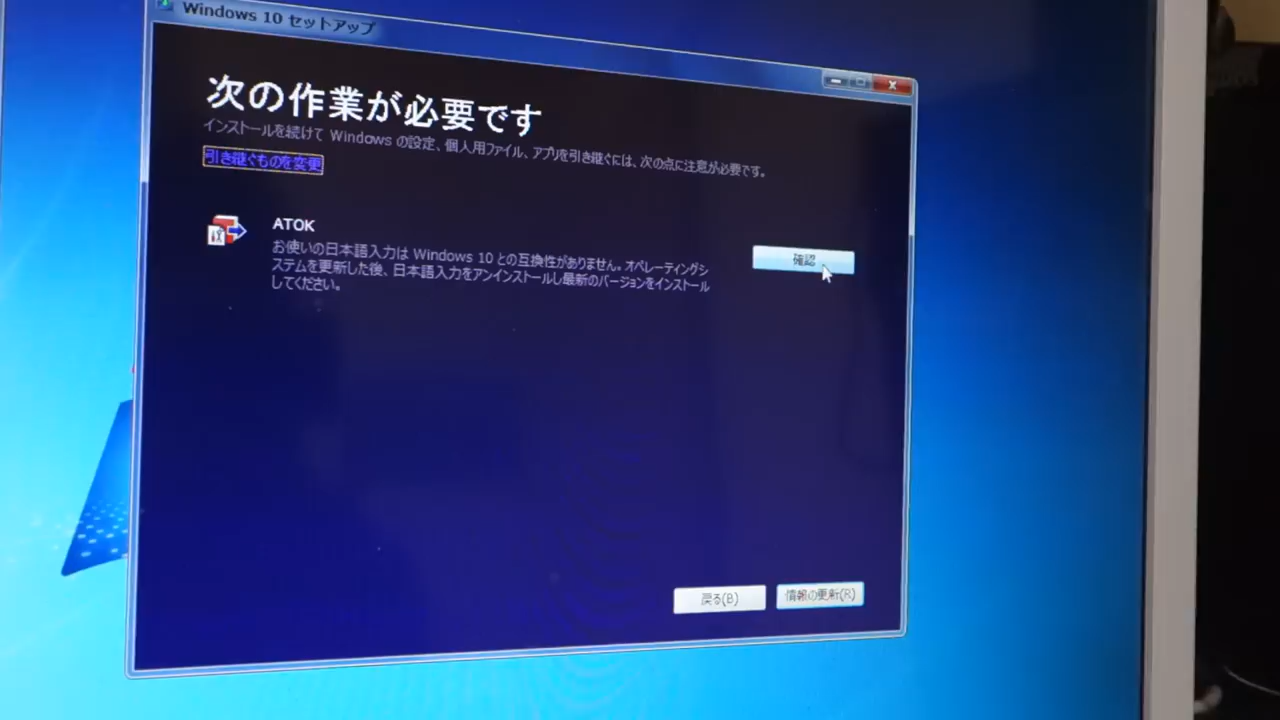 Windows 10 セットアップ
次の作業が必要です
インストールを続けて Windows の設定、個人用ファイル、アプリを引き継ぐには、次の点に注意が必要です。
引き継ぐものを変更
ATOK
お使いの日本語入力は Windows 10 との互換性がありません。オペレーティングシ
ステムを更新した後、日本語入力をアンインストールし最新のバージョンをインストール
してください。
確認
戻る(B)
情報の更新(R)